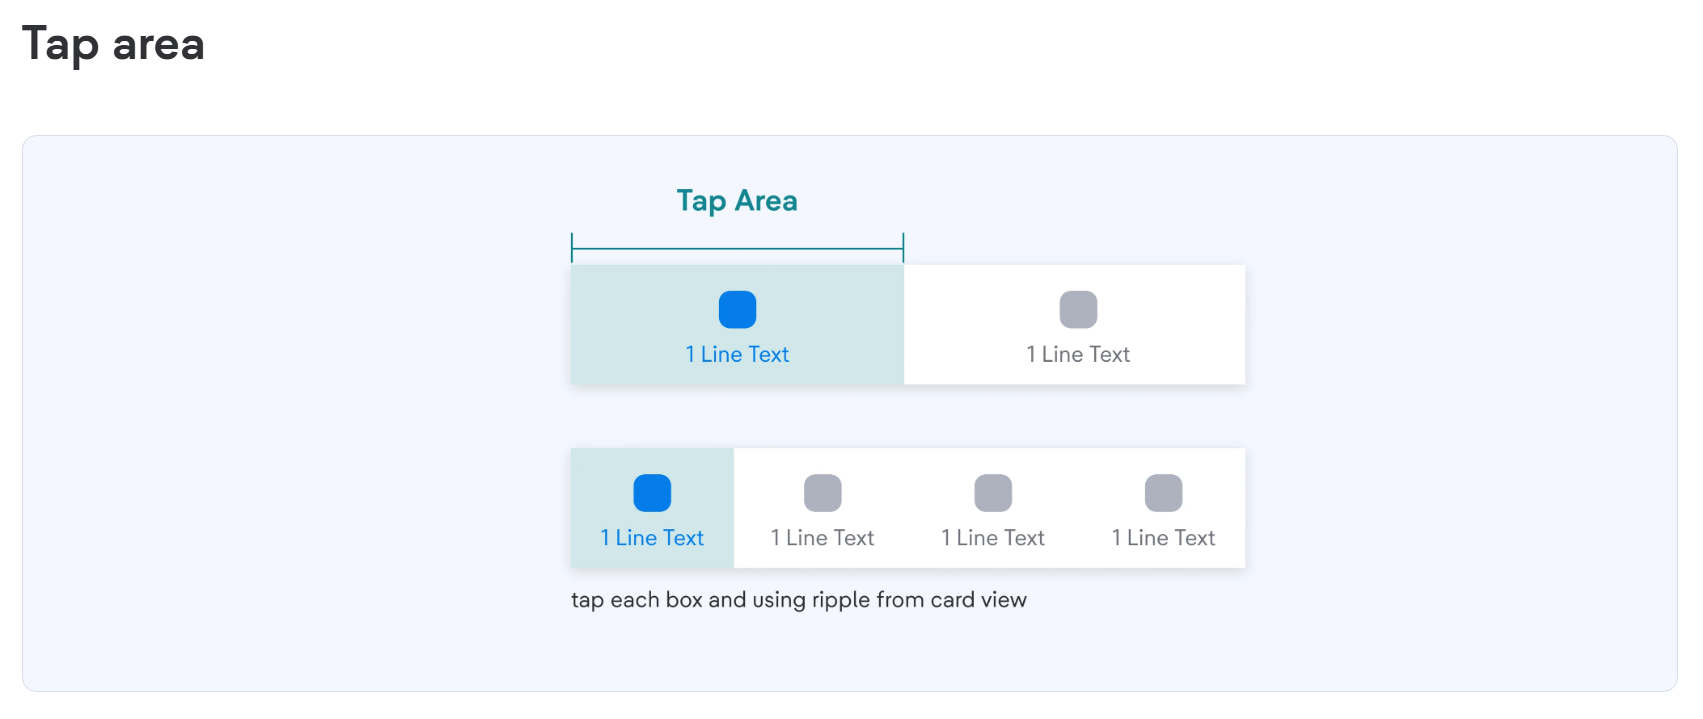 Tap area
Tap Area
1 Line Text
1 Line Text
1 Line Text
1 Line Text
1 Line Text
1 Line Text
tap each box and using ripple from card view